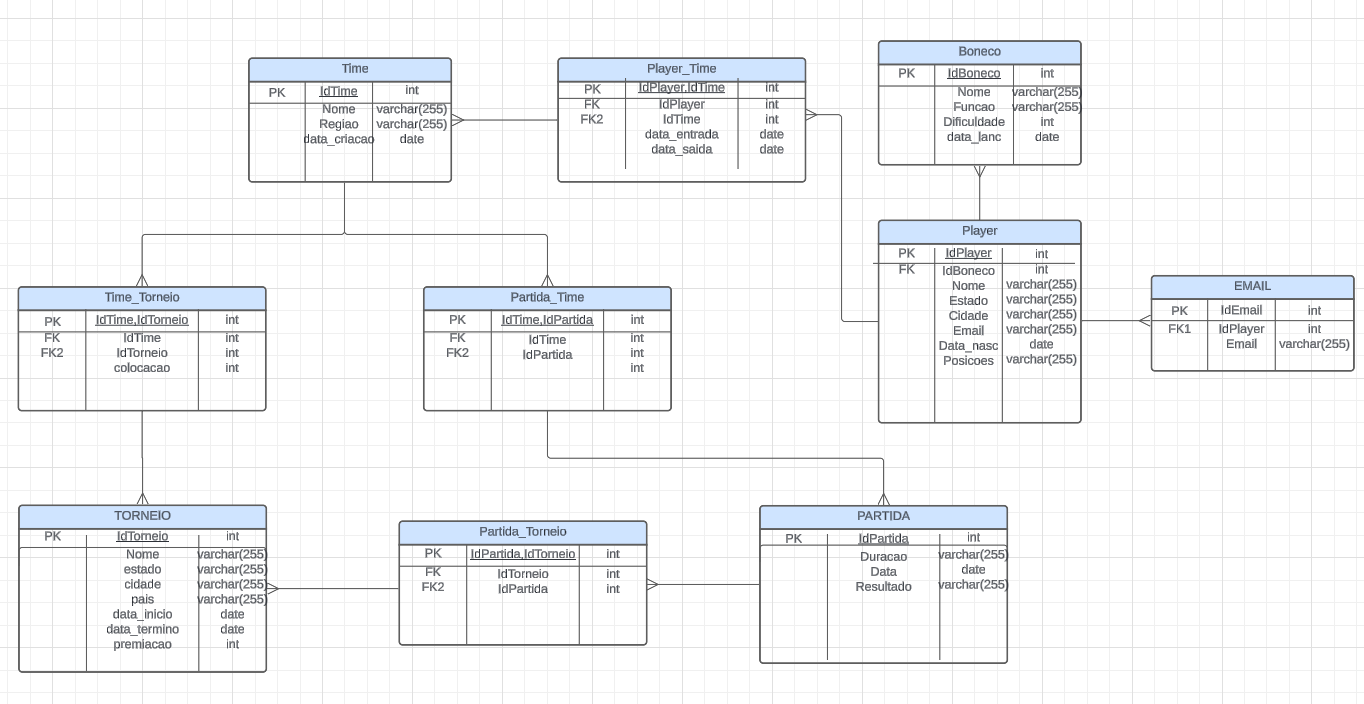 Time
PK IdTime int
Nome varchar(255)
Regiao varchar(255)
data_criacao date
Player_Time
PK IdPlayer,IdTime int
FK IdPlayer int
FK2 IdTime int
data_entrada date
data_saida date
Boneco
PK IdBoneco int
Nome varchar(255)
Funcao varchar(255)
Dificuldade int
data_lanc date
Player
PK IdPlayer int
FK IdBoneco int
Nome varchar(255)
Estado varchar(255)
Cidade varchar(255)
Email varchar(255)
Data_nasc date
Posicoes varchar(255)
EMAIL
PK IdEmail int
FK1 IdPlayer int
Email varchar(255)
Time_Torneio
PK IdTime,IdTorneio int
FK IdTime int
FK2 IdTorneio int
colocacao int
Partida_Time
PK IdTime,IdPartida int
FK IdTime int
FK2 IdPartida int
int
TORNEIO
PK IdTorneio int
Nome varchar(255)
estado varchar(255)
cidade varchar(255)
pais varchar(255)
data_inicio date
data_termino date
premiacao int
Partida_Torneio
PK IdPartida,IdTorneio int
FK IdTorneio int
FK2 IdPartida int
PARTIDA
PK IdPartida int
Duracao varchar(255)
Data date
Resultado varchar(255)